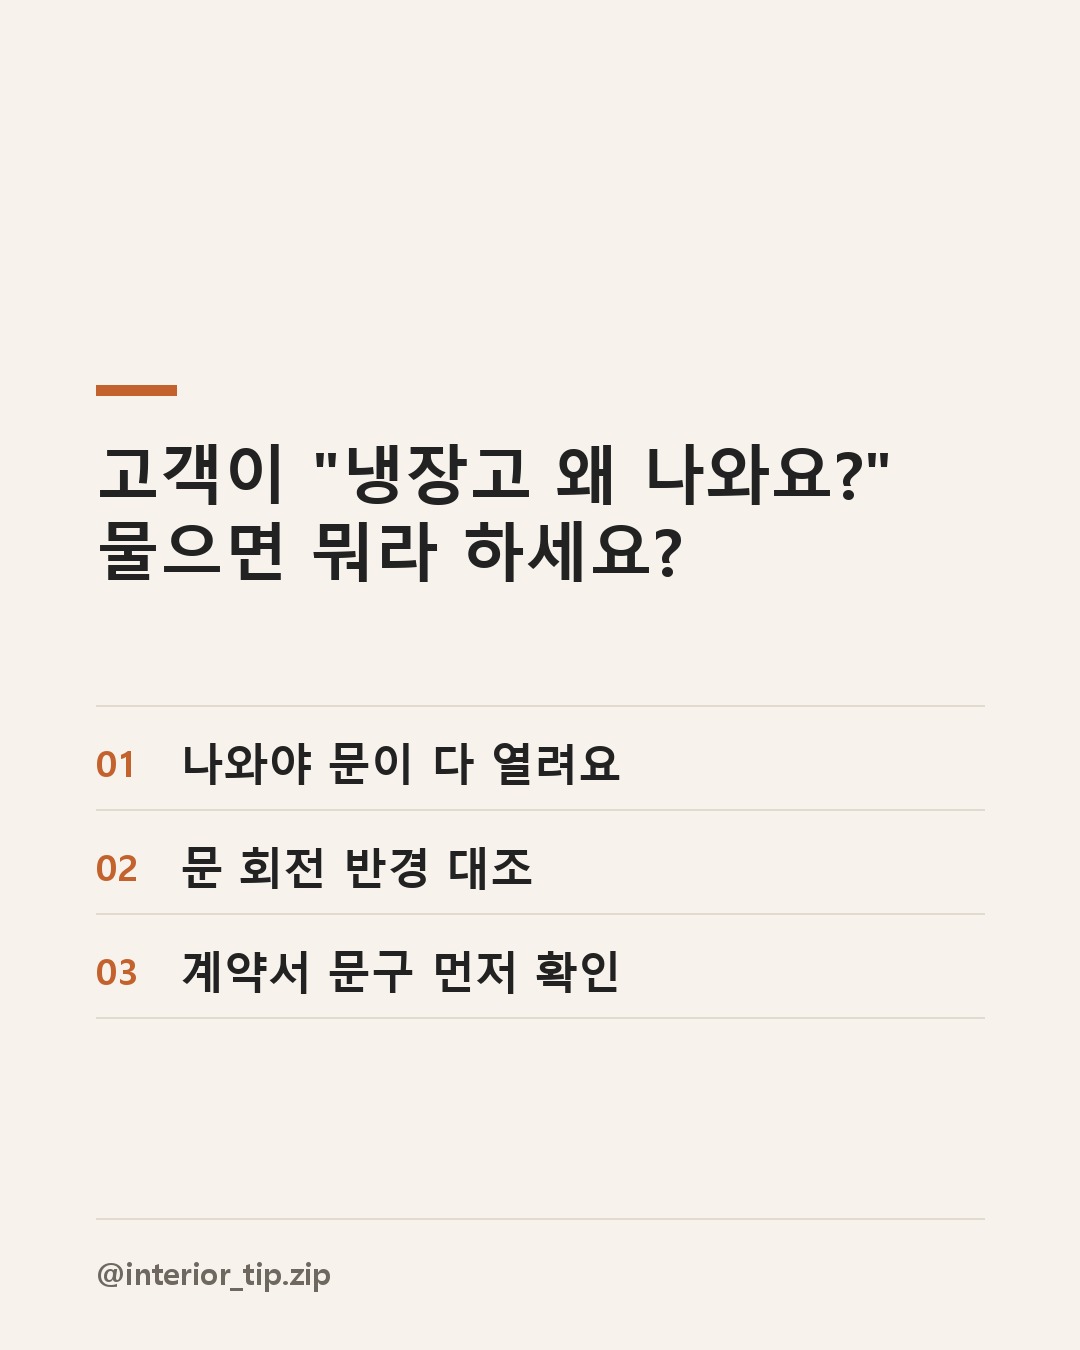 고객이 "냉장고 왜 나와요?"
물으면 뭐라 하세요?
01 나와야 문이 다 열려요
02 문 회전 반경 대조
03 계약서 문구 먼저 확인
@interior_tip.zip